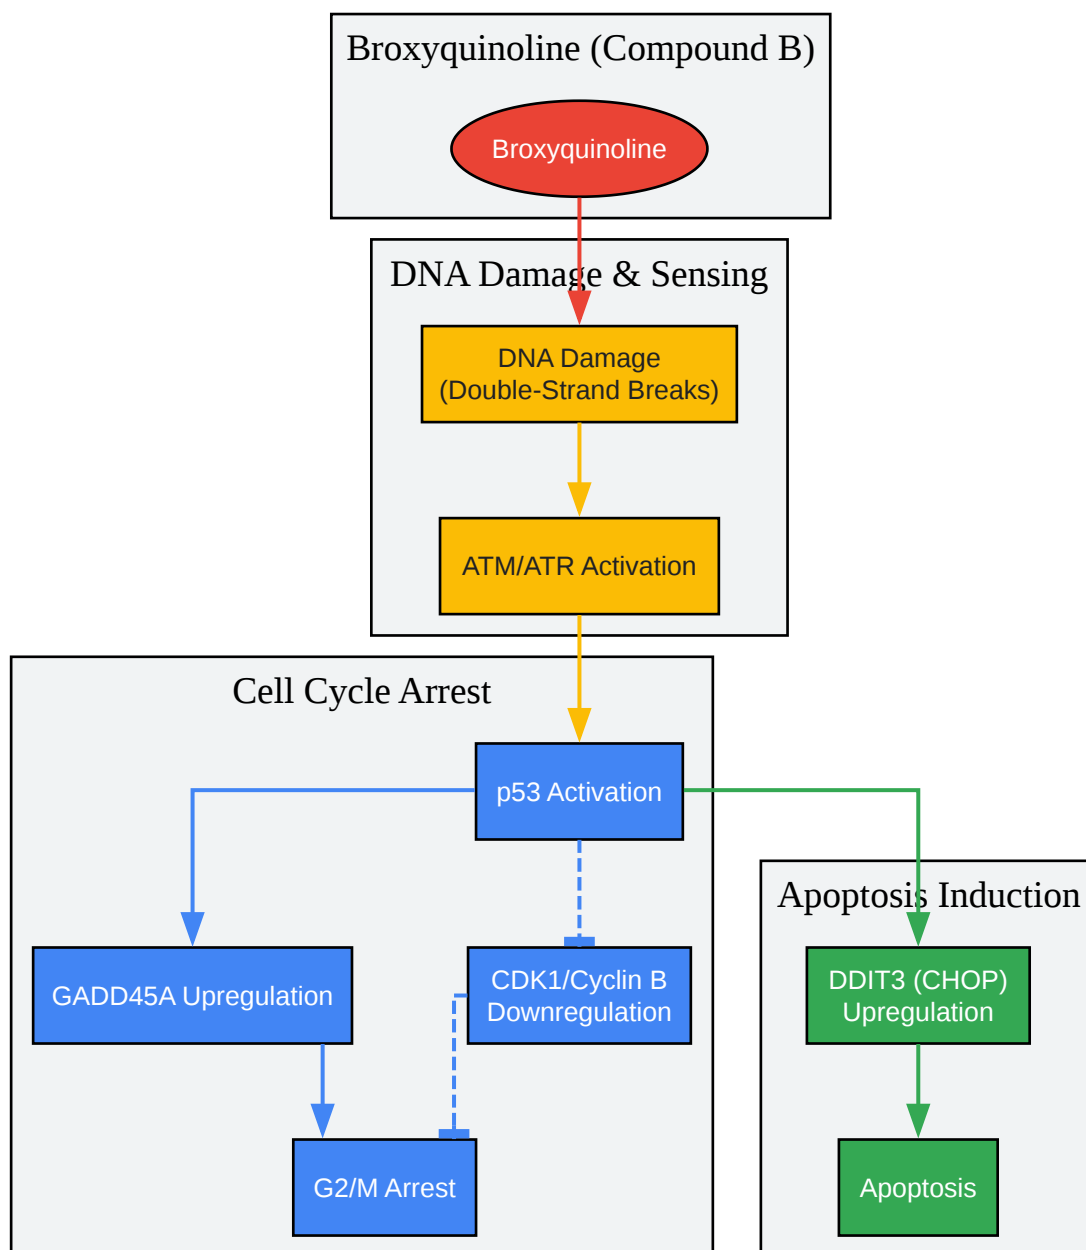 Broxyquinoline (Compound B)
Broxyquinoline
DNA Damage & Sensing
DNA Damage
(Double-Strand Breaks)
ATM/ATR Activation
Cell Cycle Arrest
p53 Activation
Apoptosis Induction
GADD45A Upregulation
CDK1/Cyclin B
Downregulation
DDIT3 (CHOP)
Upregulation
G2/M Arrest
Apoptosis